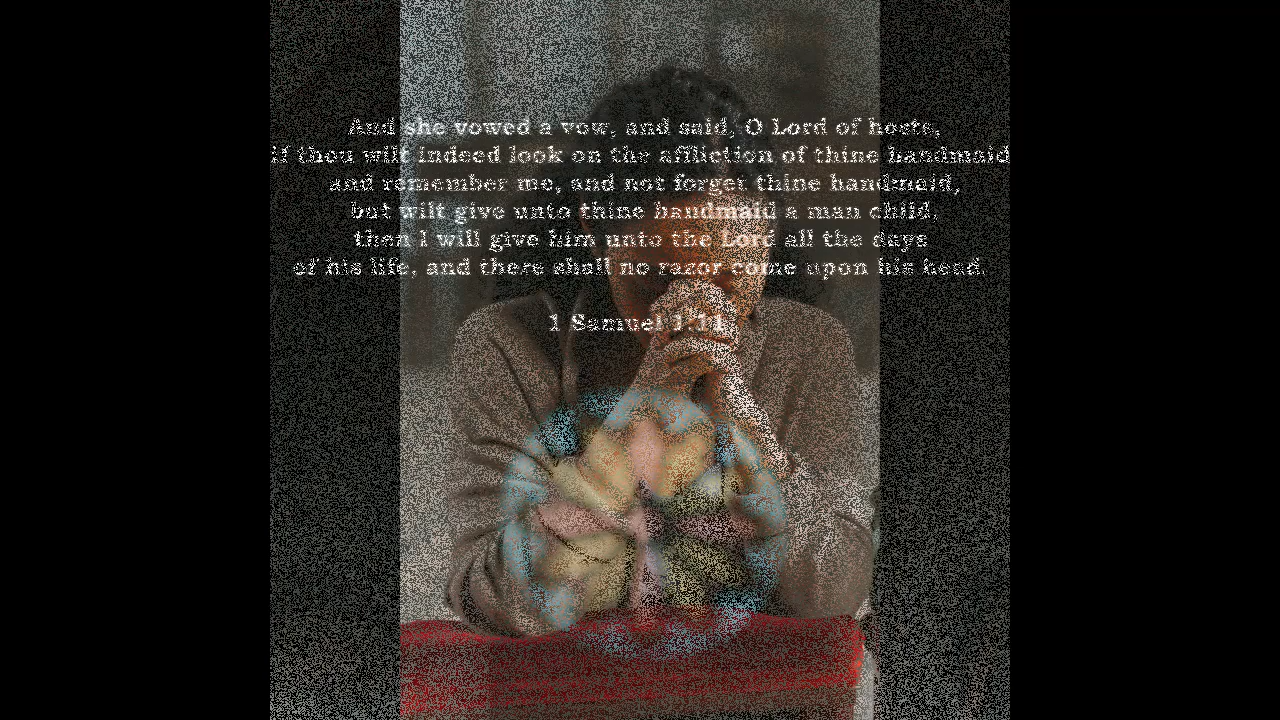 And she vowed a vow, and said, O Lord of hosts,
if thou wilt indeed look on the affliction of thine handmaid
and remember me, and not forget thine handmaid,
but wilt give unto thine handmaid a man child,
then I will give him unto the Lord all the days
of his life, and there shall no razor come upon his head.
1 Samuel 1:11